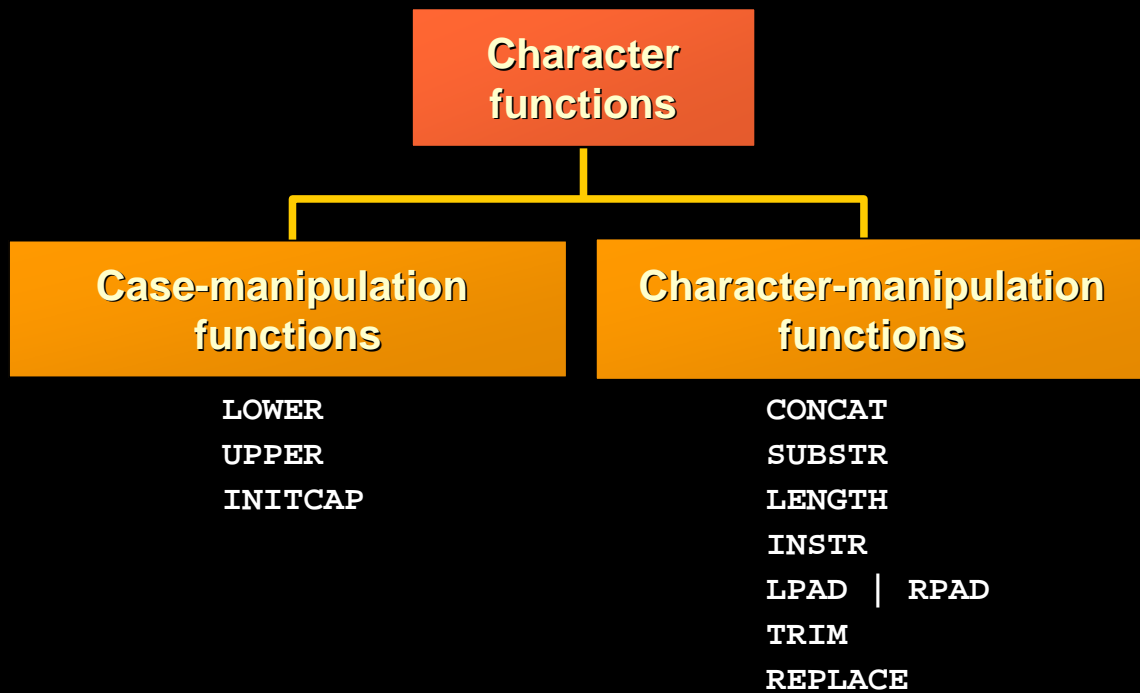 Character
functions
Case-manipulation
functions
Character-manipulation
functions
LOWER
UPPER
INITCAP
CONCAT
SUBSTR
LENGTH
INSTR
LPAD | RPAD
TRIM
REPLACE